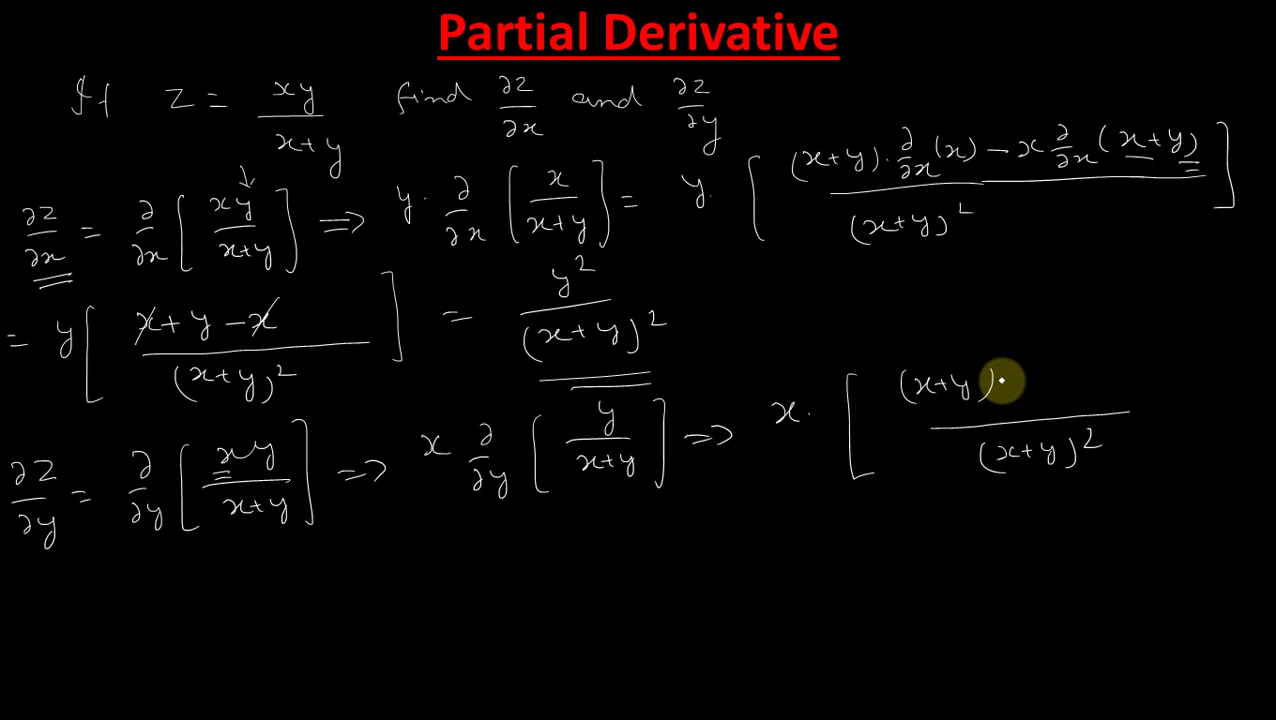 Partial Derivative
If z = xy/(x+y) find ∂z/∂x and ∂z/∂y
∂z/∂x = ∂/∂x [xy/(x+y)] ⇒ y · ∂/∂x [x/(x+y)] = y · [((x+y) · ∂/∂x (x) − x ∂/∂x (x+y))/(x+y)²]
= y [(x + y − x)/(x+y)²] = y²/(x+y)²
∂z/∂y = ∂/∂y [xy/(x+y)] ⇒ x ∂/∂y [y/(x+y)] ⇒ x · [(x+y) ·/(x+y)²